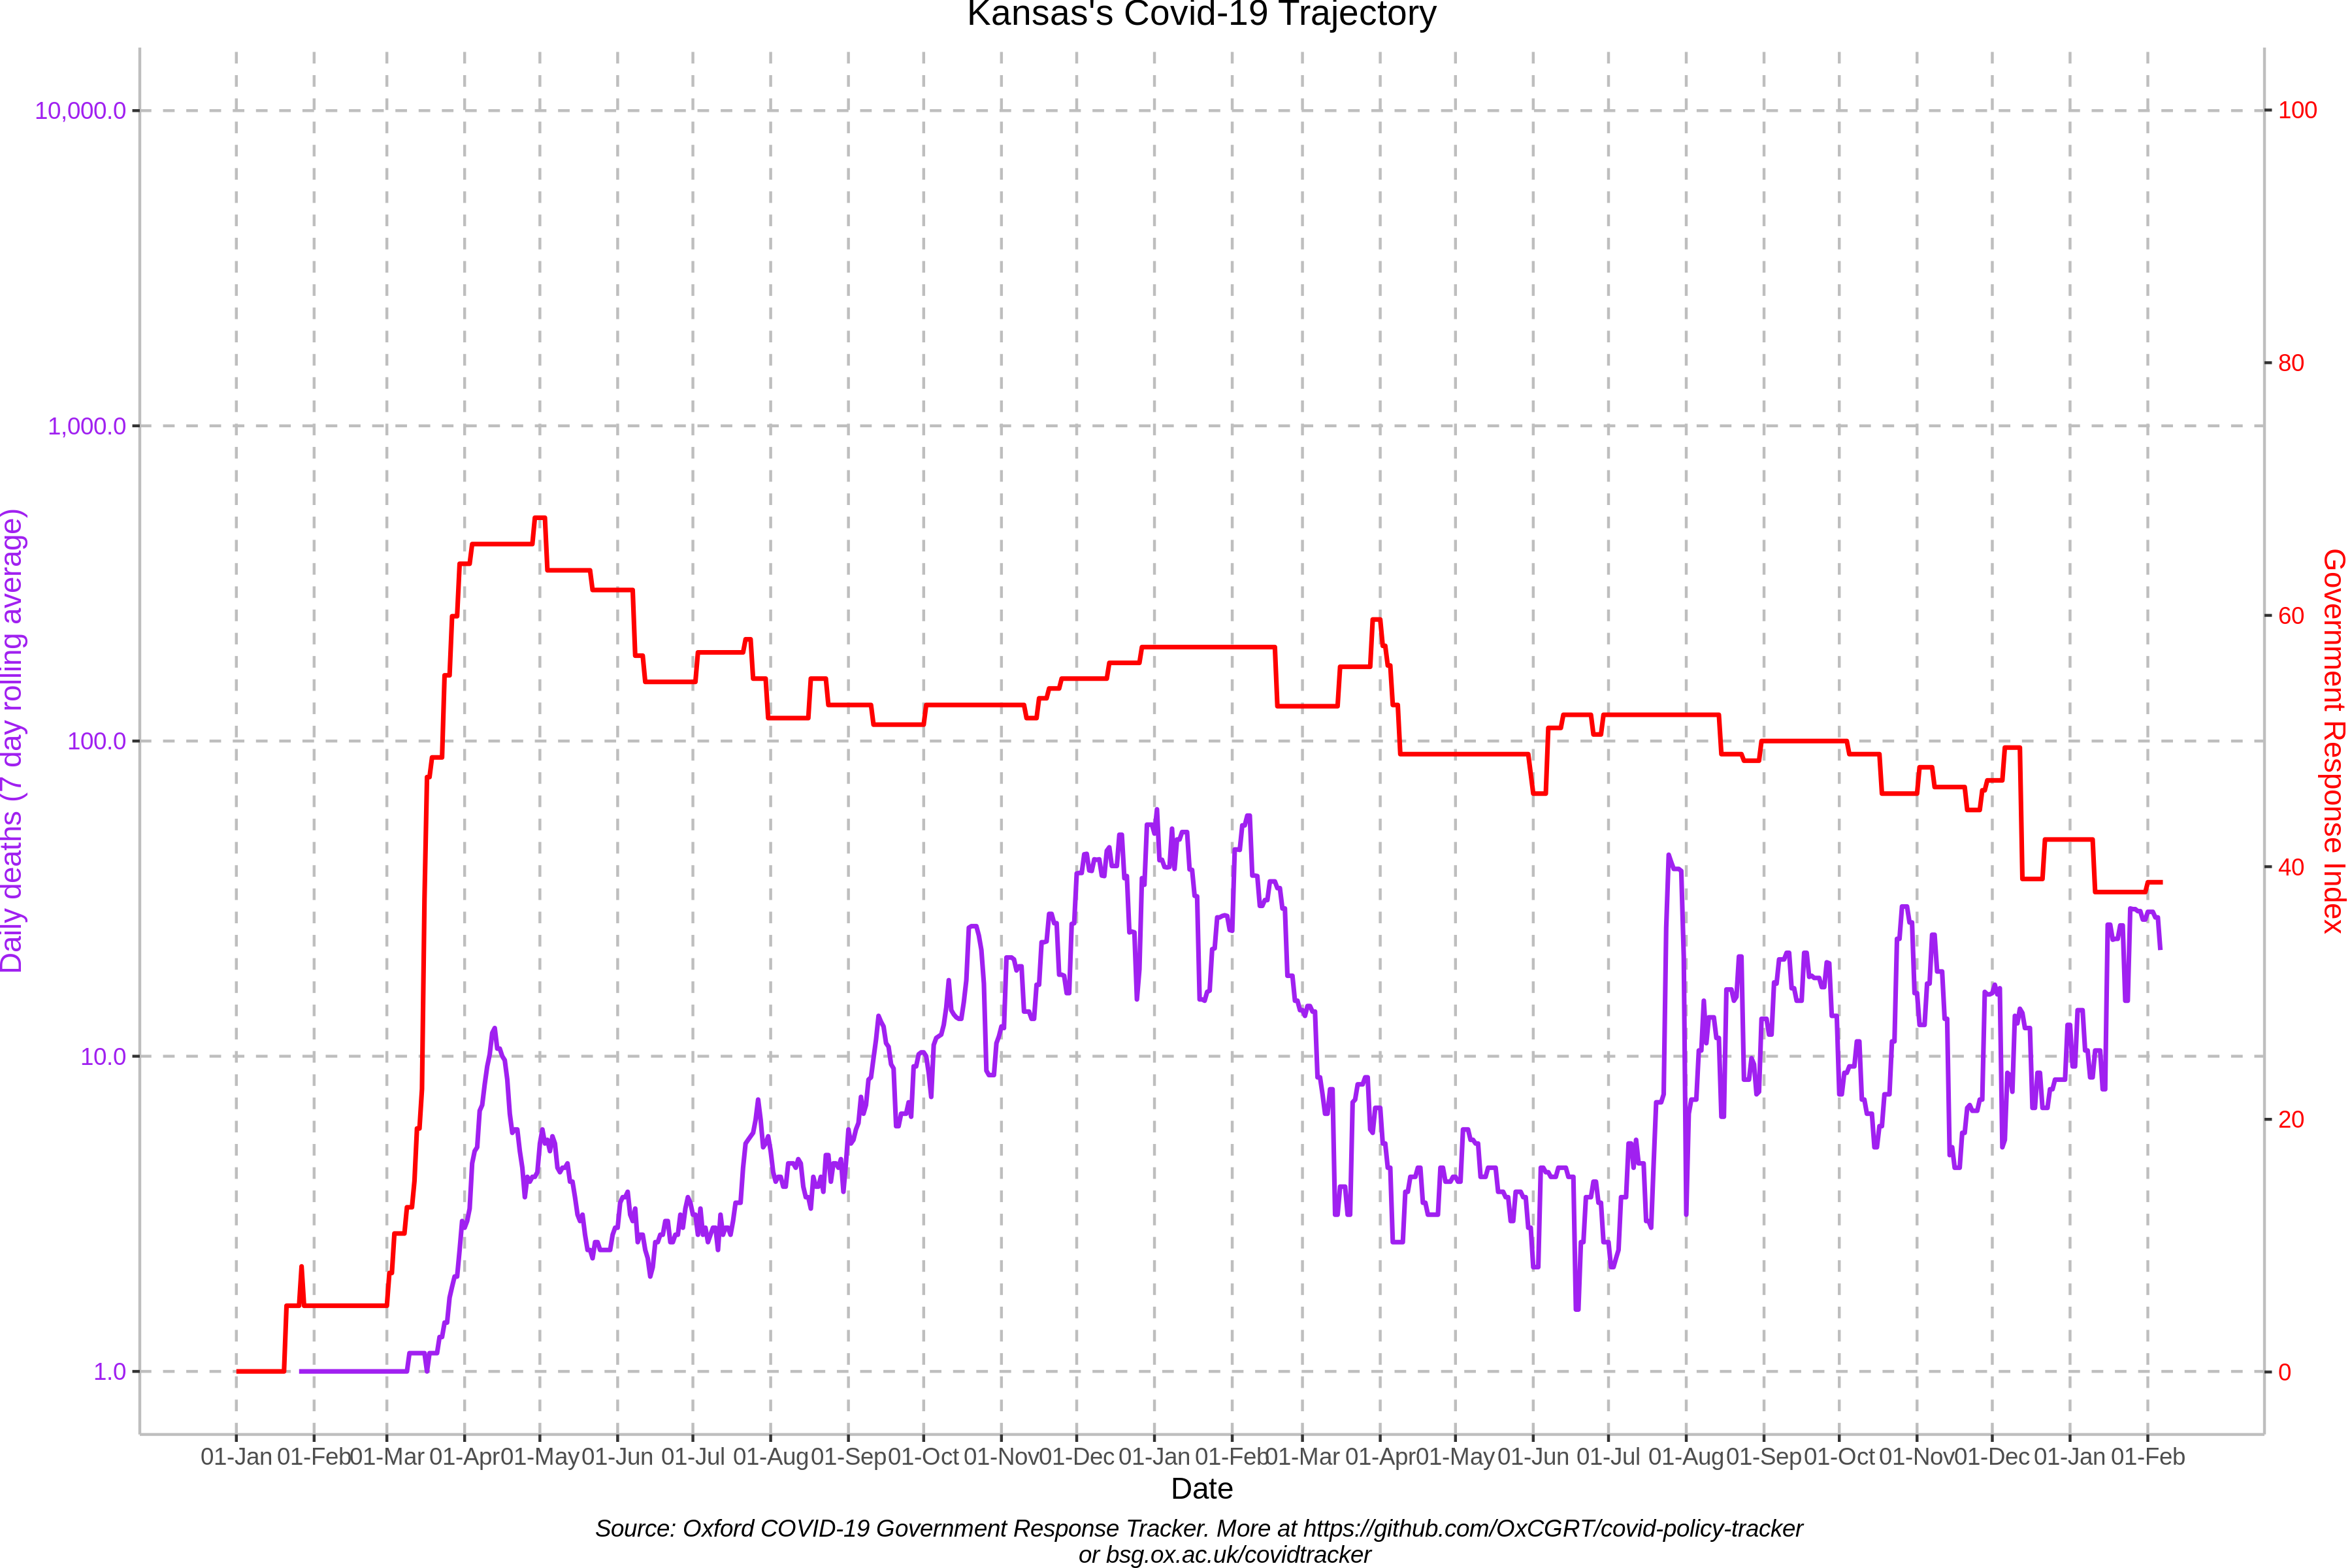 Kansas's Covid-19 Trajectory
10,000.0
1,000.0
100.0
10.0
1.0
Daily deaths (7 day rolling average)
100
80
60
40
20
0
Government Response Index
01-Jan 01-Feb 01-Mar 01-Apr 01-May 01-Jun 01-Jul 01-Aug 01-Sep 01-Oct 01-Nov 01-Dec 01-Jan 01-Feb 01-Mar 01-Apr 01-May 01-Jun 01-Jul 01-Aug 01-Sep 01-Oct 01-Nov 01-Dec 01-Jan 01-Feb
Date
Source: Oxford COVID-19 Government Response Tracker. More at https://github.com/OxCGRT/covid-policy-tracker
or bsg.ox.ac.uk/covidtracker